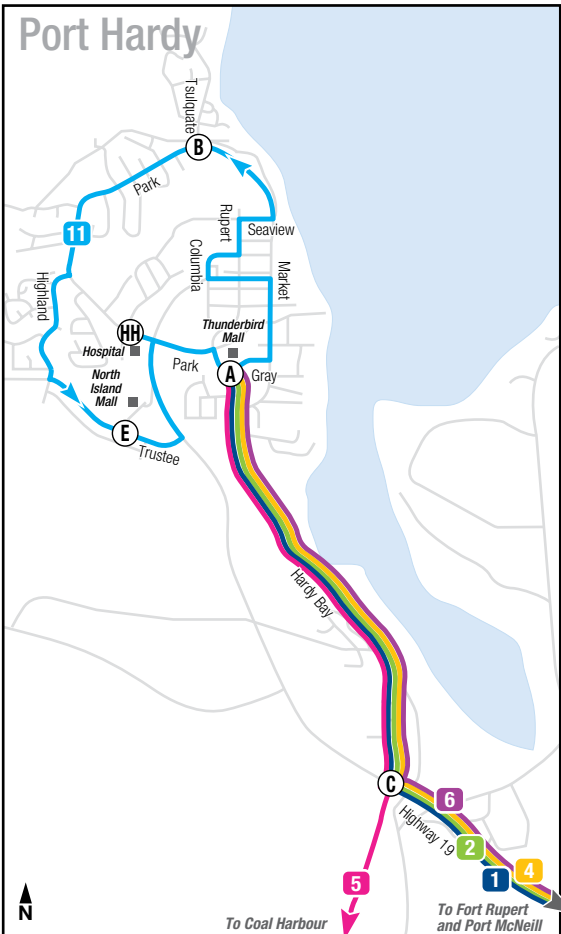 Port Hardy
Tsulquate
B
Park
Rupert
Seaview
11
Columbia
Market
Highland
HH
Thunderbird
Mall
Hospital
Park
North
Island
Mall
A
Gray
E
Trustee
Hardy Bay
C
6
Highway 19
2
4
1
5
N
To Coal Harbour
To Fort Rupert
and Port McNeill